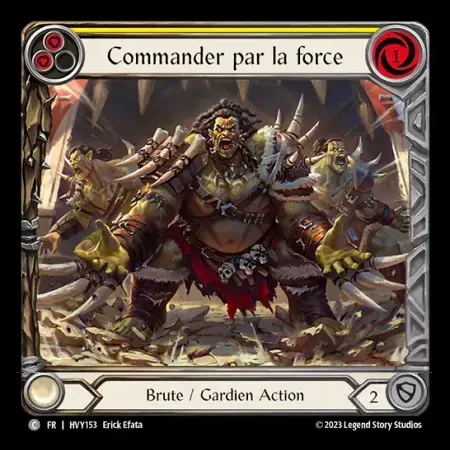 Commander par la force
1
Brute / Gardien Action
2
C FR | HVY153 Erick Efata
© 2023 Legend Story Studios